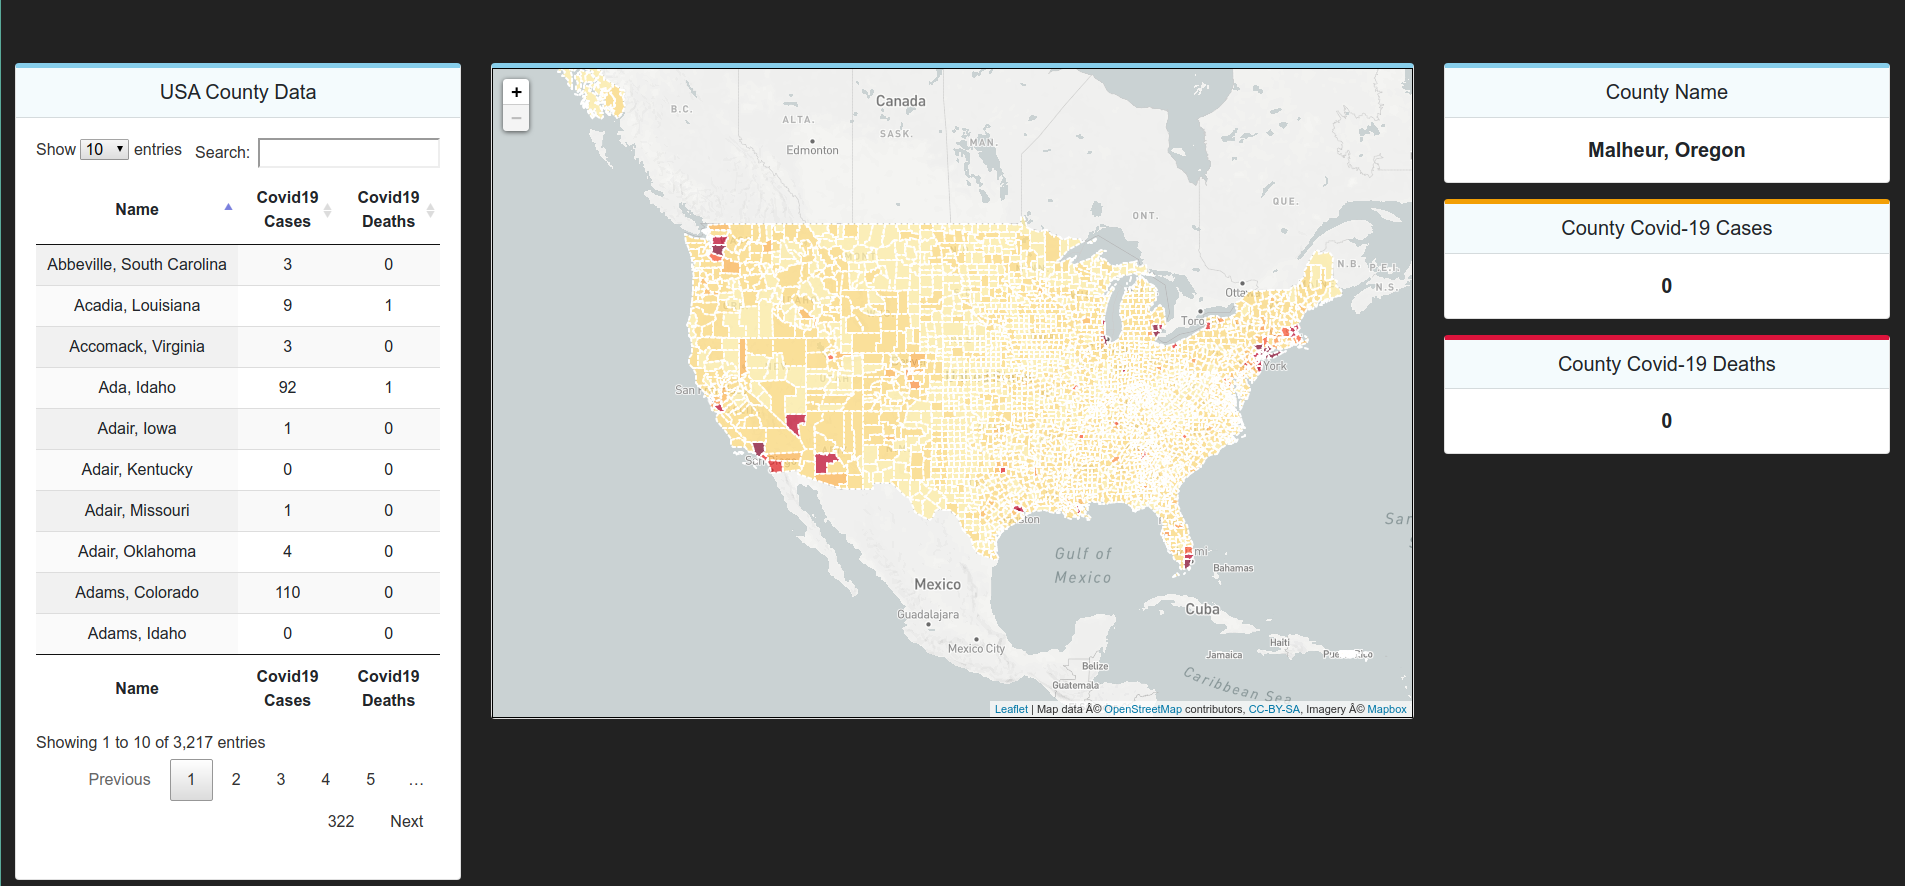 USA County Data
Show 10 entries Search:
Name Covid19 Cases Covid19 Deaths
Abbeville, South Carolina 3 0
Acadia, Louisiana 9 1
Accomack, Virginia 3 0
Ada, Idaho 92 1
Adair, Iowa 1 0
Adair, Kentucky 0 0
Adair, Missouri 1 0
Adair, Oklahoma 4 0
Adams, Colorado 110 0
Adams, Idaho 0 0
Name Covid19 Cases Covid19 Deaths
Showing 1 to 10 of 3,217 entries
Previous 1 2 3 4 5 …
322 Next
+
−
Canada
B.C.
ALTA.
SASK.
MAN.
Edmonton
ONT.
QUE.
N.B.
P.E.I.
N.S.
Otta
Toro
York
San
San
ston
mi
Gulf of
Mexico
Bahamas
Mexico
Guadalajara
Mexico City
Cuba
Haiti
Jamaica
Belize
Guatemala
Caribbean Sea
Sar
Leaflet | Map data Â© OpenStreetMap contributors, CC-BY-SA, Imagery Â© Mapbox
County Name
Malheur, Oregon
County Covid-19 Cases
0
County Covid-19 Deaths
0